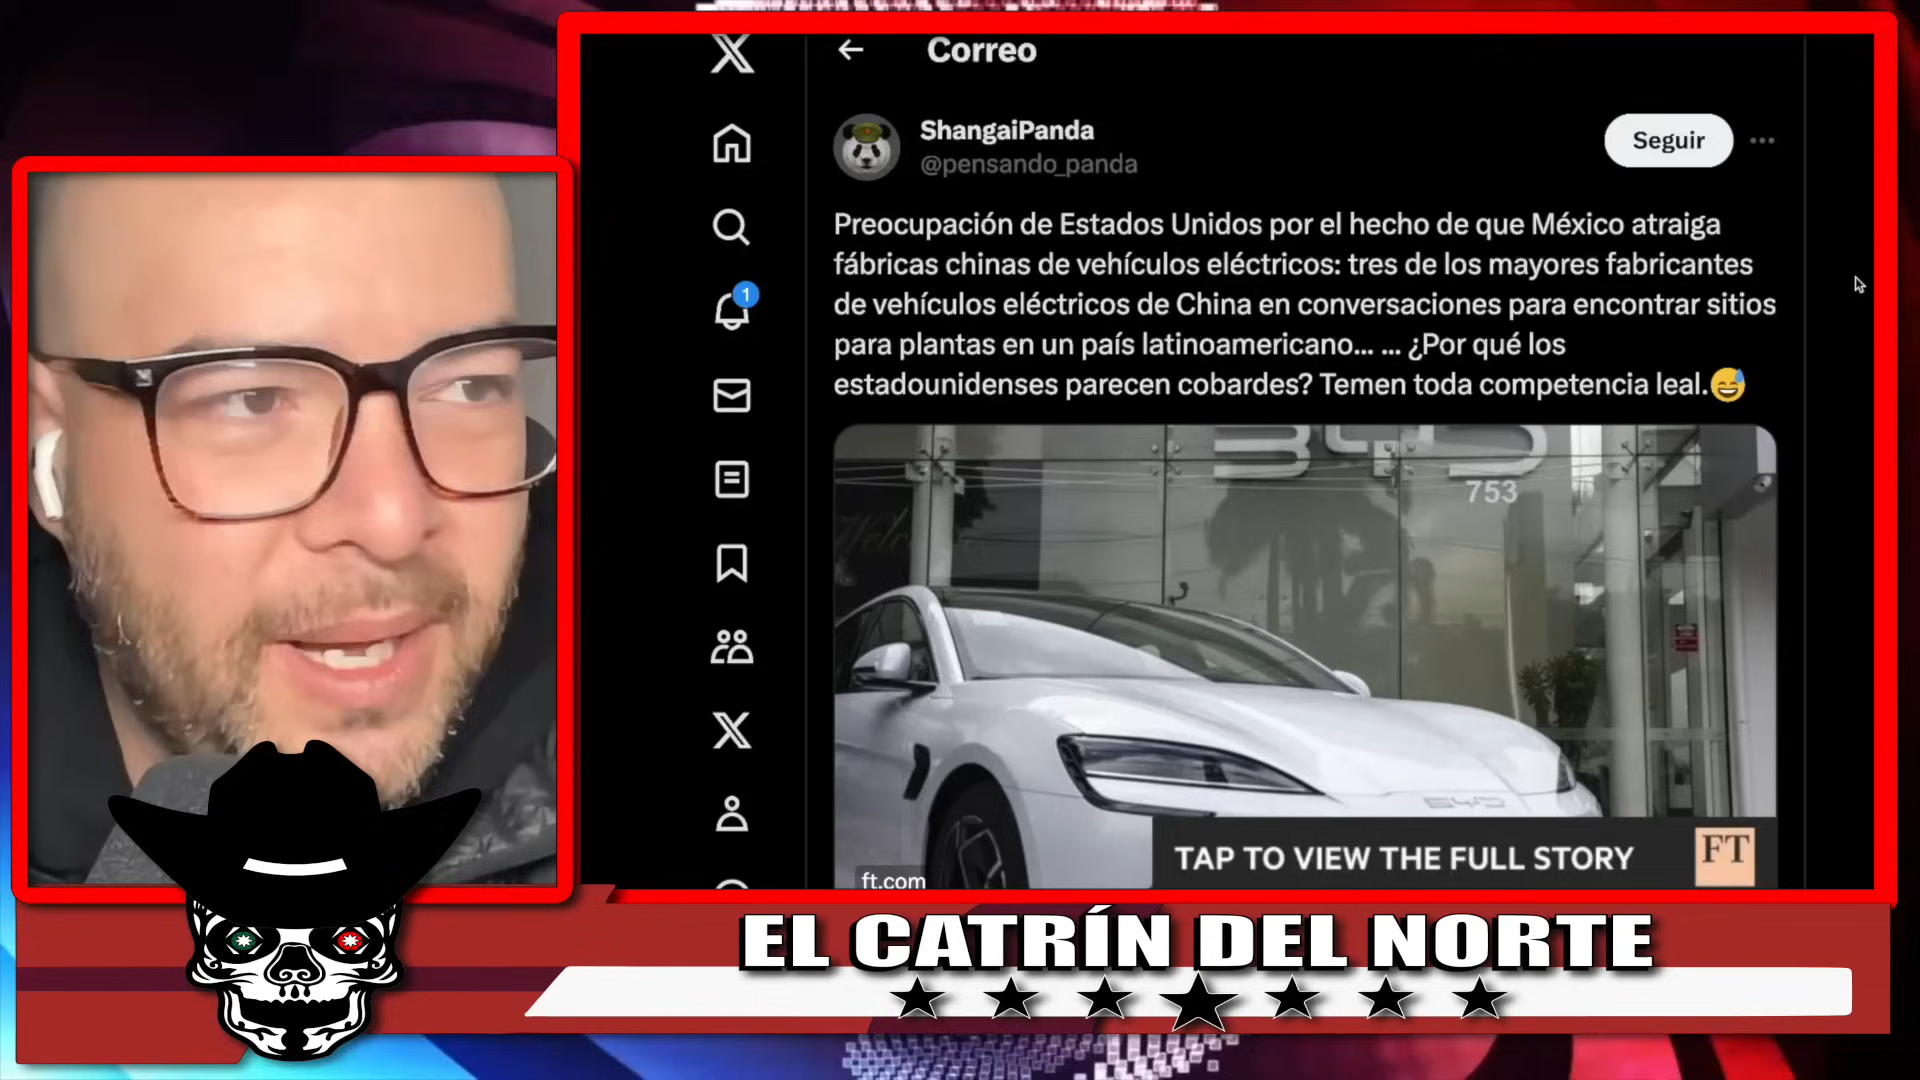 Correo
ShangaiPanda
@pensando_panda
Seguir
1
Preocupación de Estados Unidos por el hecho de que México atraiga
fábricas chinas de vehículos eléctricos: tres de los mayores fabricantes
de vehículos eléctricos de China en conversaciones para encontrar sitios
para plantas en un país latinoamericano... ... ¿Por qué los
estadounidenses parecen cobardes? Temen toda competencia leal.😅
753
BYD
TAP TO VIEW THE FULL STORY
FT
ft.com
EL CATRÍN DEL NORTE